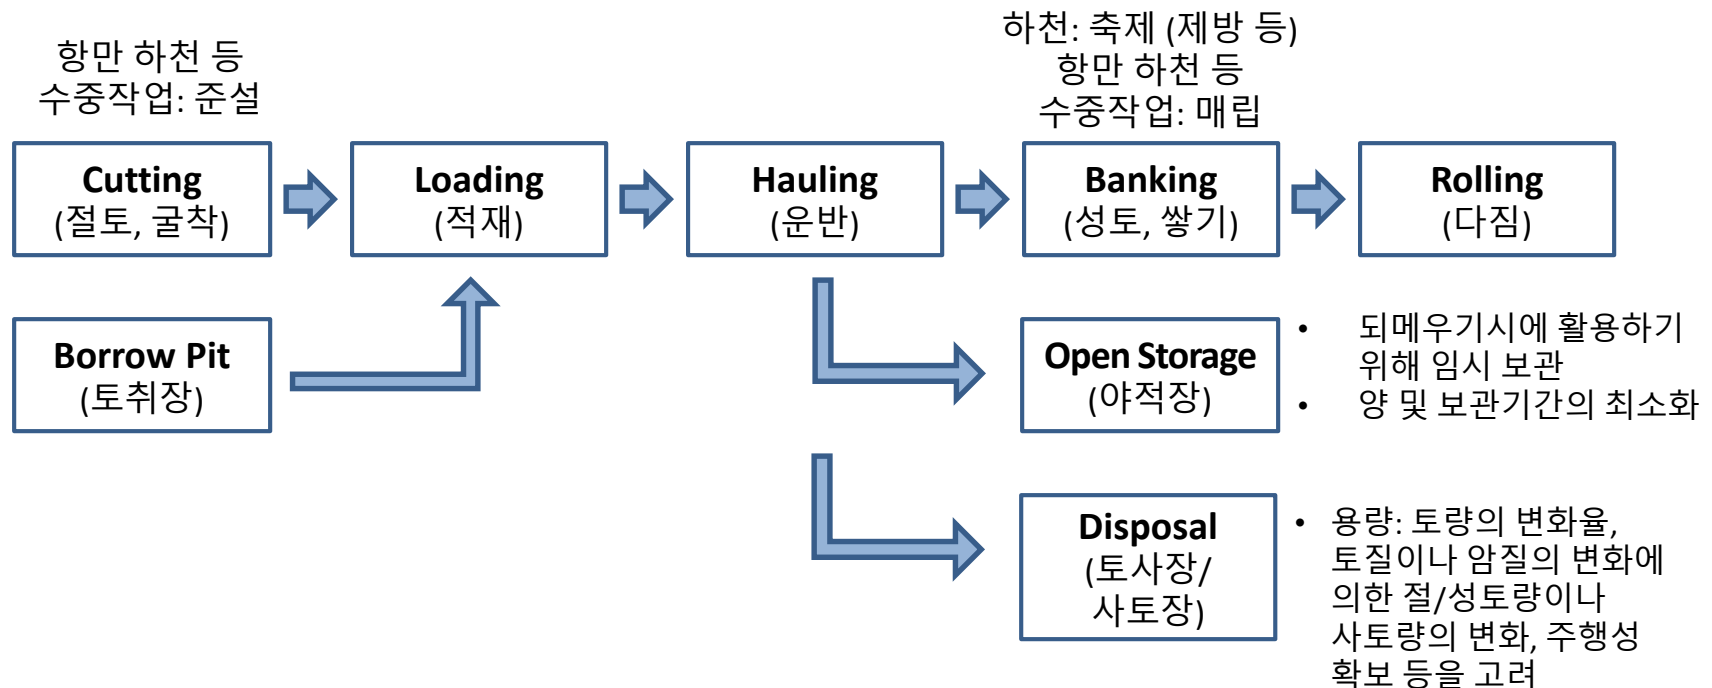 항만 하천 등
수중작업: 준설
하천: 축제 (제방 등)
항만 하천 등
수중작업: 매립
Cutting
(절토, 굴착)
Loading
(적재)
Hauling
(운반)
Banking
(성토, 쌓기)
Rolling
(다짐)
Borrow Pit
(토취장)
Open Storage
(야적장)
• 되메우기시에 활용하기
위해 임시 보관
• 양 및 보관기간의 최소화
Disposal
(토사장/
사토장)
• 용량: 토량의 변화율,
토질이나 암질의 변화에
의한 절/성토량이나
사토량의 변화, 주행성
확보 등을 고려